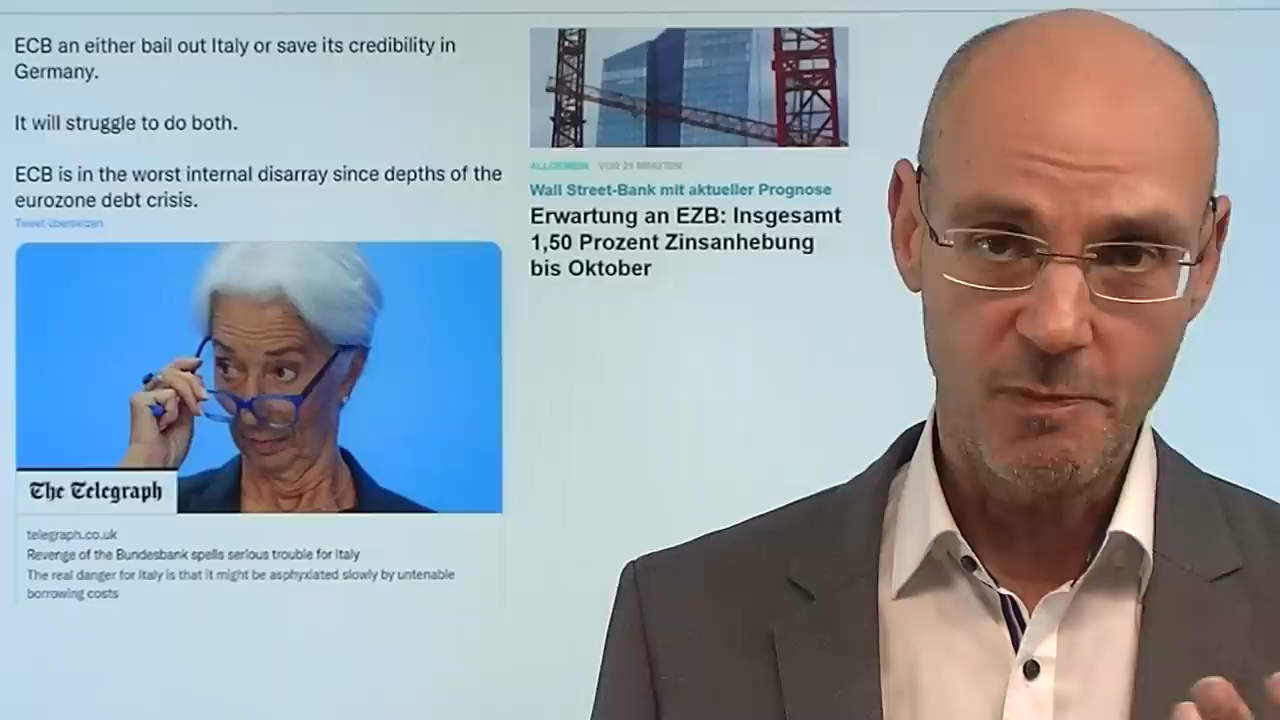 ECB an either bail out Italy or save its credibility in
Germany.
It will struggle to do both.
ECB is in the worst internal disarray since depths of the
eurozone debt crisis.
Tweet übersetzen
The Telegraph
telegraph.co.uk
Revenge of the Bundesbank spells serious trouble for Italy
The real danger for Italy is that it might be asphyxiated slowly by untenable
borrowing costs
ALLGEMEIN VOR 21 MINUTEN
Wall Street-Bank mit aktueller Prognose
Erwartung an EZB: Insgesamt
1,50 Prozent Zinsanhebung
bis Oktober